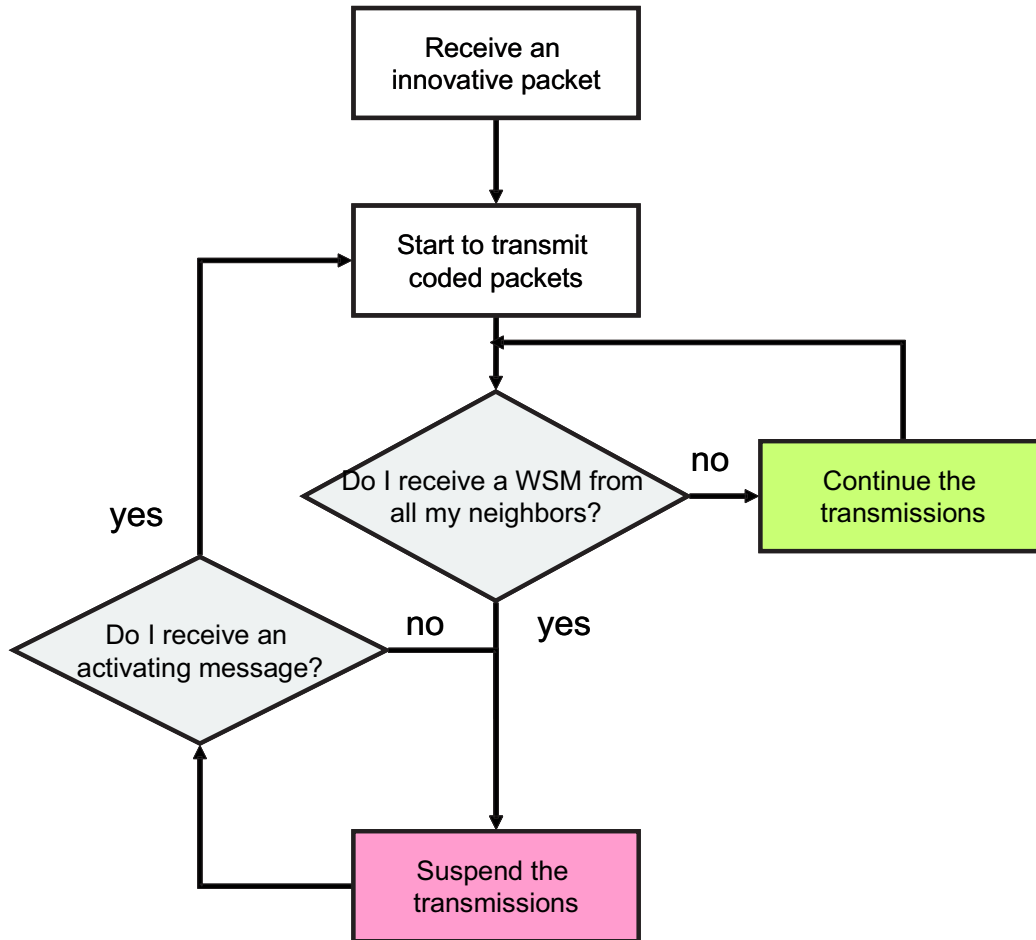 Receive an
innovative packet
Start to transmit
coded packets
Do I receive a WSM from
all my neighbors?
no
Continue the
transmissions
yes
Do I receive an
activating message?
no
yes
Suspend the
transmissions